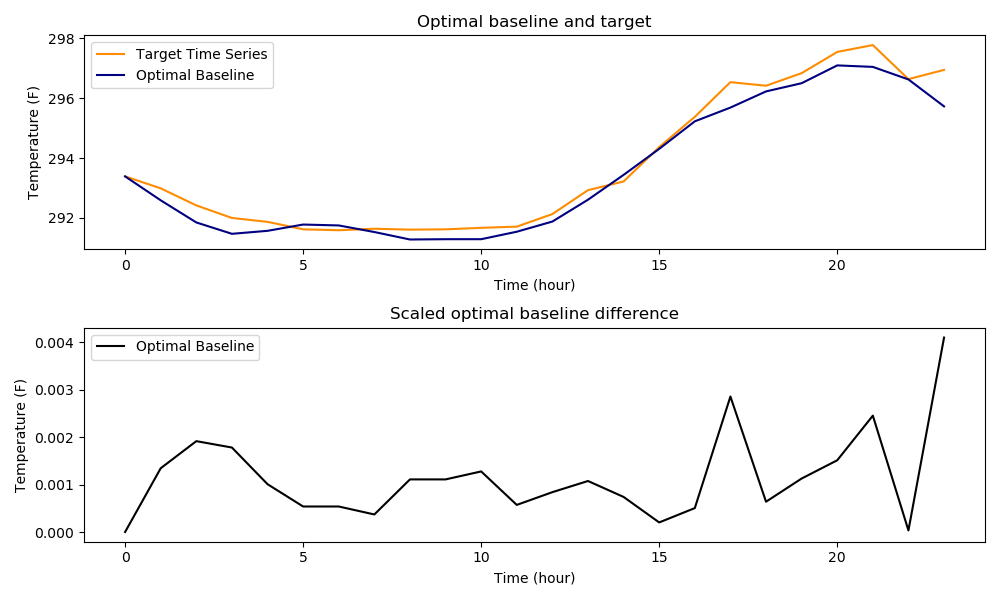 Optimal baseline and target
298
296
294
292
Temperature (F)
Target Time Series
Optimal Baseline
0 5 10 15 20
Time (hour)
Scaled optimal baseline difference
0.004
0.003
0.002
0.001
0.000
Temperature (F)
Optimal Baseline
0 5 10 15 20
Time (hour)